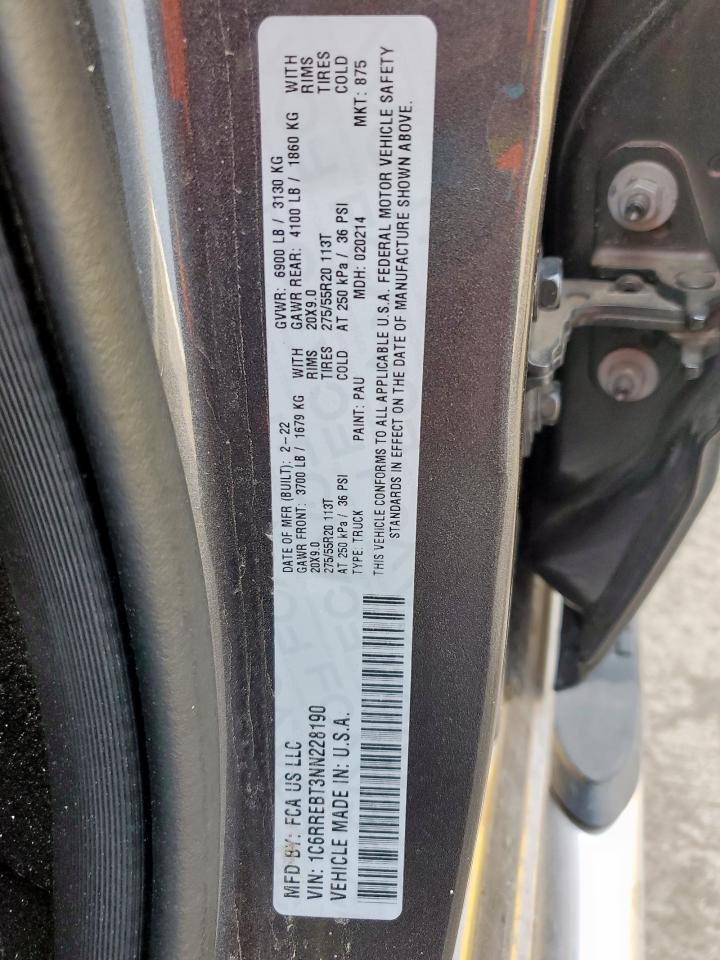 MFD BY: FCA US LLC
VIN: 1C6RREBT3NN228190
VEHICLE MADE IN: U.S.A.
DATE OF MFR (BUILT): 2-22
GAWR FRONT: 3700 LB / 1679 KG WITH
20X9.0 RIMS
275/55R20 113T TIRES
AT 250 kPa / 36 PSI COLD
GVWR: 6900 LB / 3130 KG
GAWR REAR: 4100 LB / 1860 KG WITH
20X9.0 RIMS
275/55R20 113T TIRES
AT 250 kPa / 36 PSI COLD
TYPE: TRUCK PAINT: PAU MDH: 020214 MKT: 875
THIS VEHICLE CONFORMS TO ALL APPLICABLE U.S.A. FEDERAL MOTOR VEHICLE SAFETY
STANDARDS IN EFFECT ON THE DATE OF MANUFACTURE SHOWN ABOVE.
875